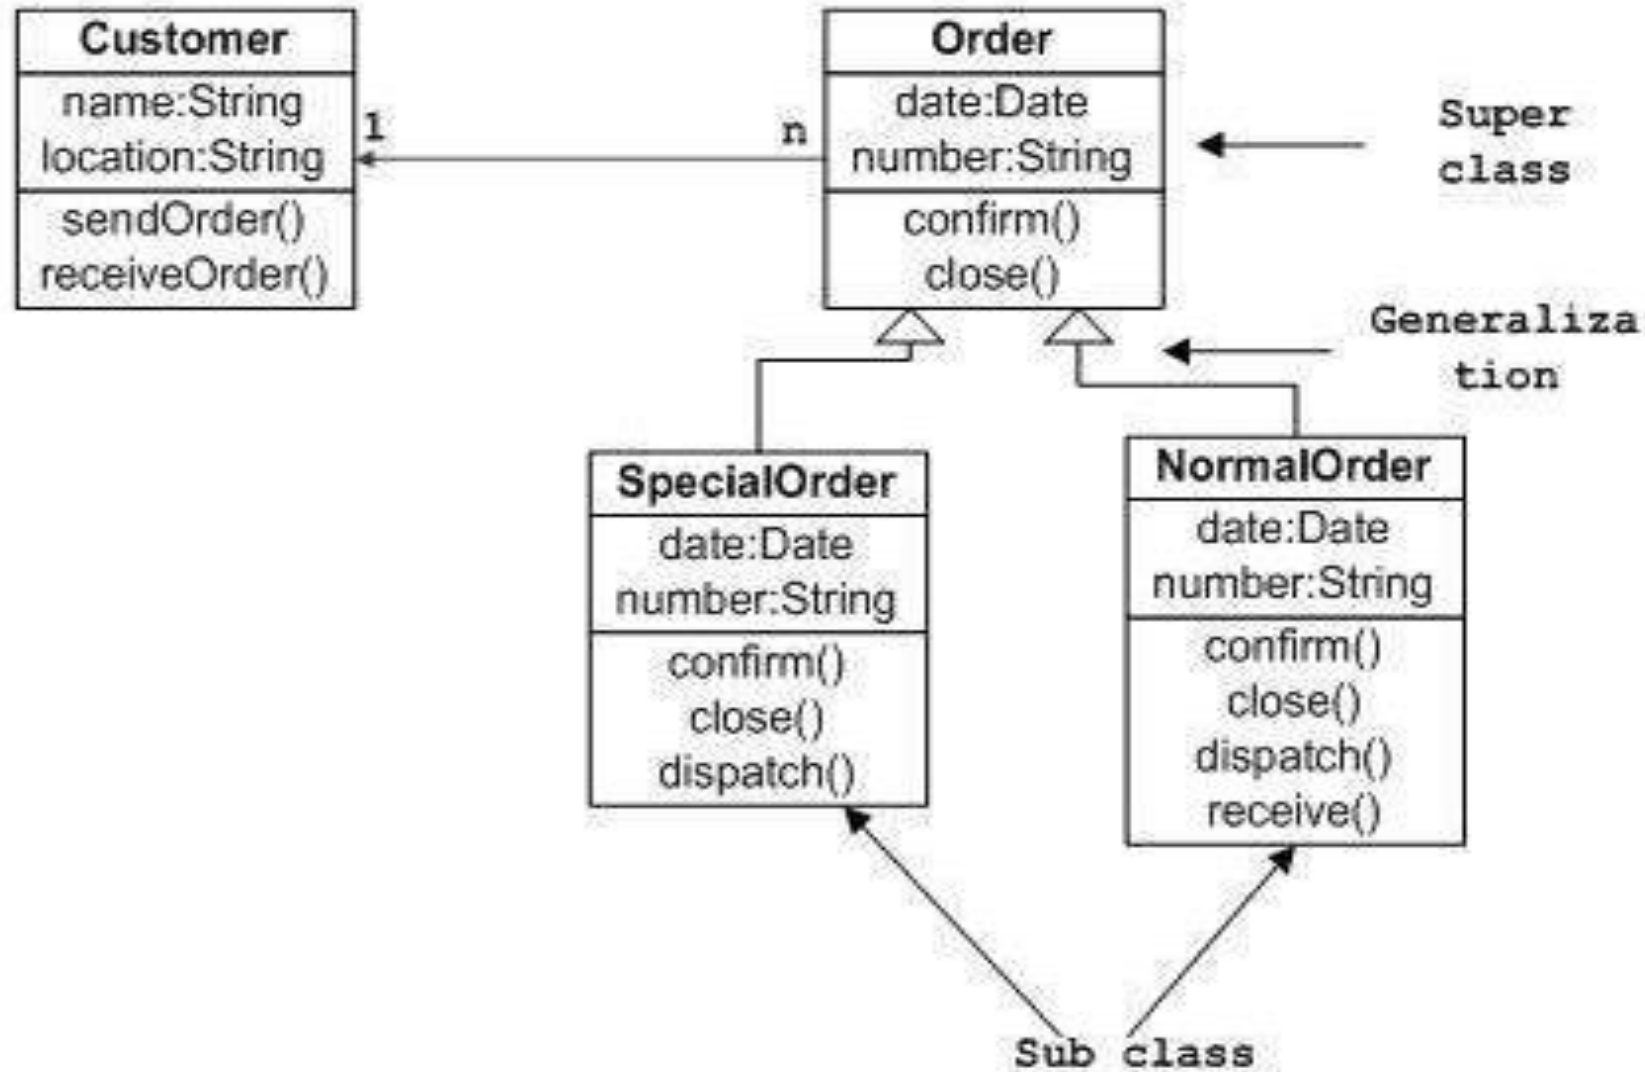 Customer
name:String
location:String
sendOrder()
receiveOrder()
1
n
Order
date:Date
number:String
confirm()
close()
Super
class
Generaliza
tion
SpecialOrder
date:Date
number:String
confirm()
close()
dispatch()
NormalOrder
date:Date
number:String
confirm()
close()
dispatch()
receive()
Sub class